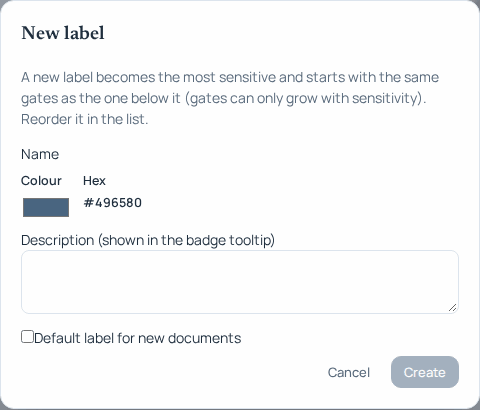 New label
A new label becomes the most sensitive and starts with the same
gates as the one below it (gates can only grow with sensitivity).
Reorder it in the list.
Name
Colour Hex
#496580
Description (shown in the badge tooltip)
Default label for new documents
Cancel Create